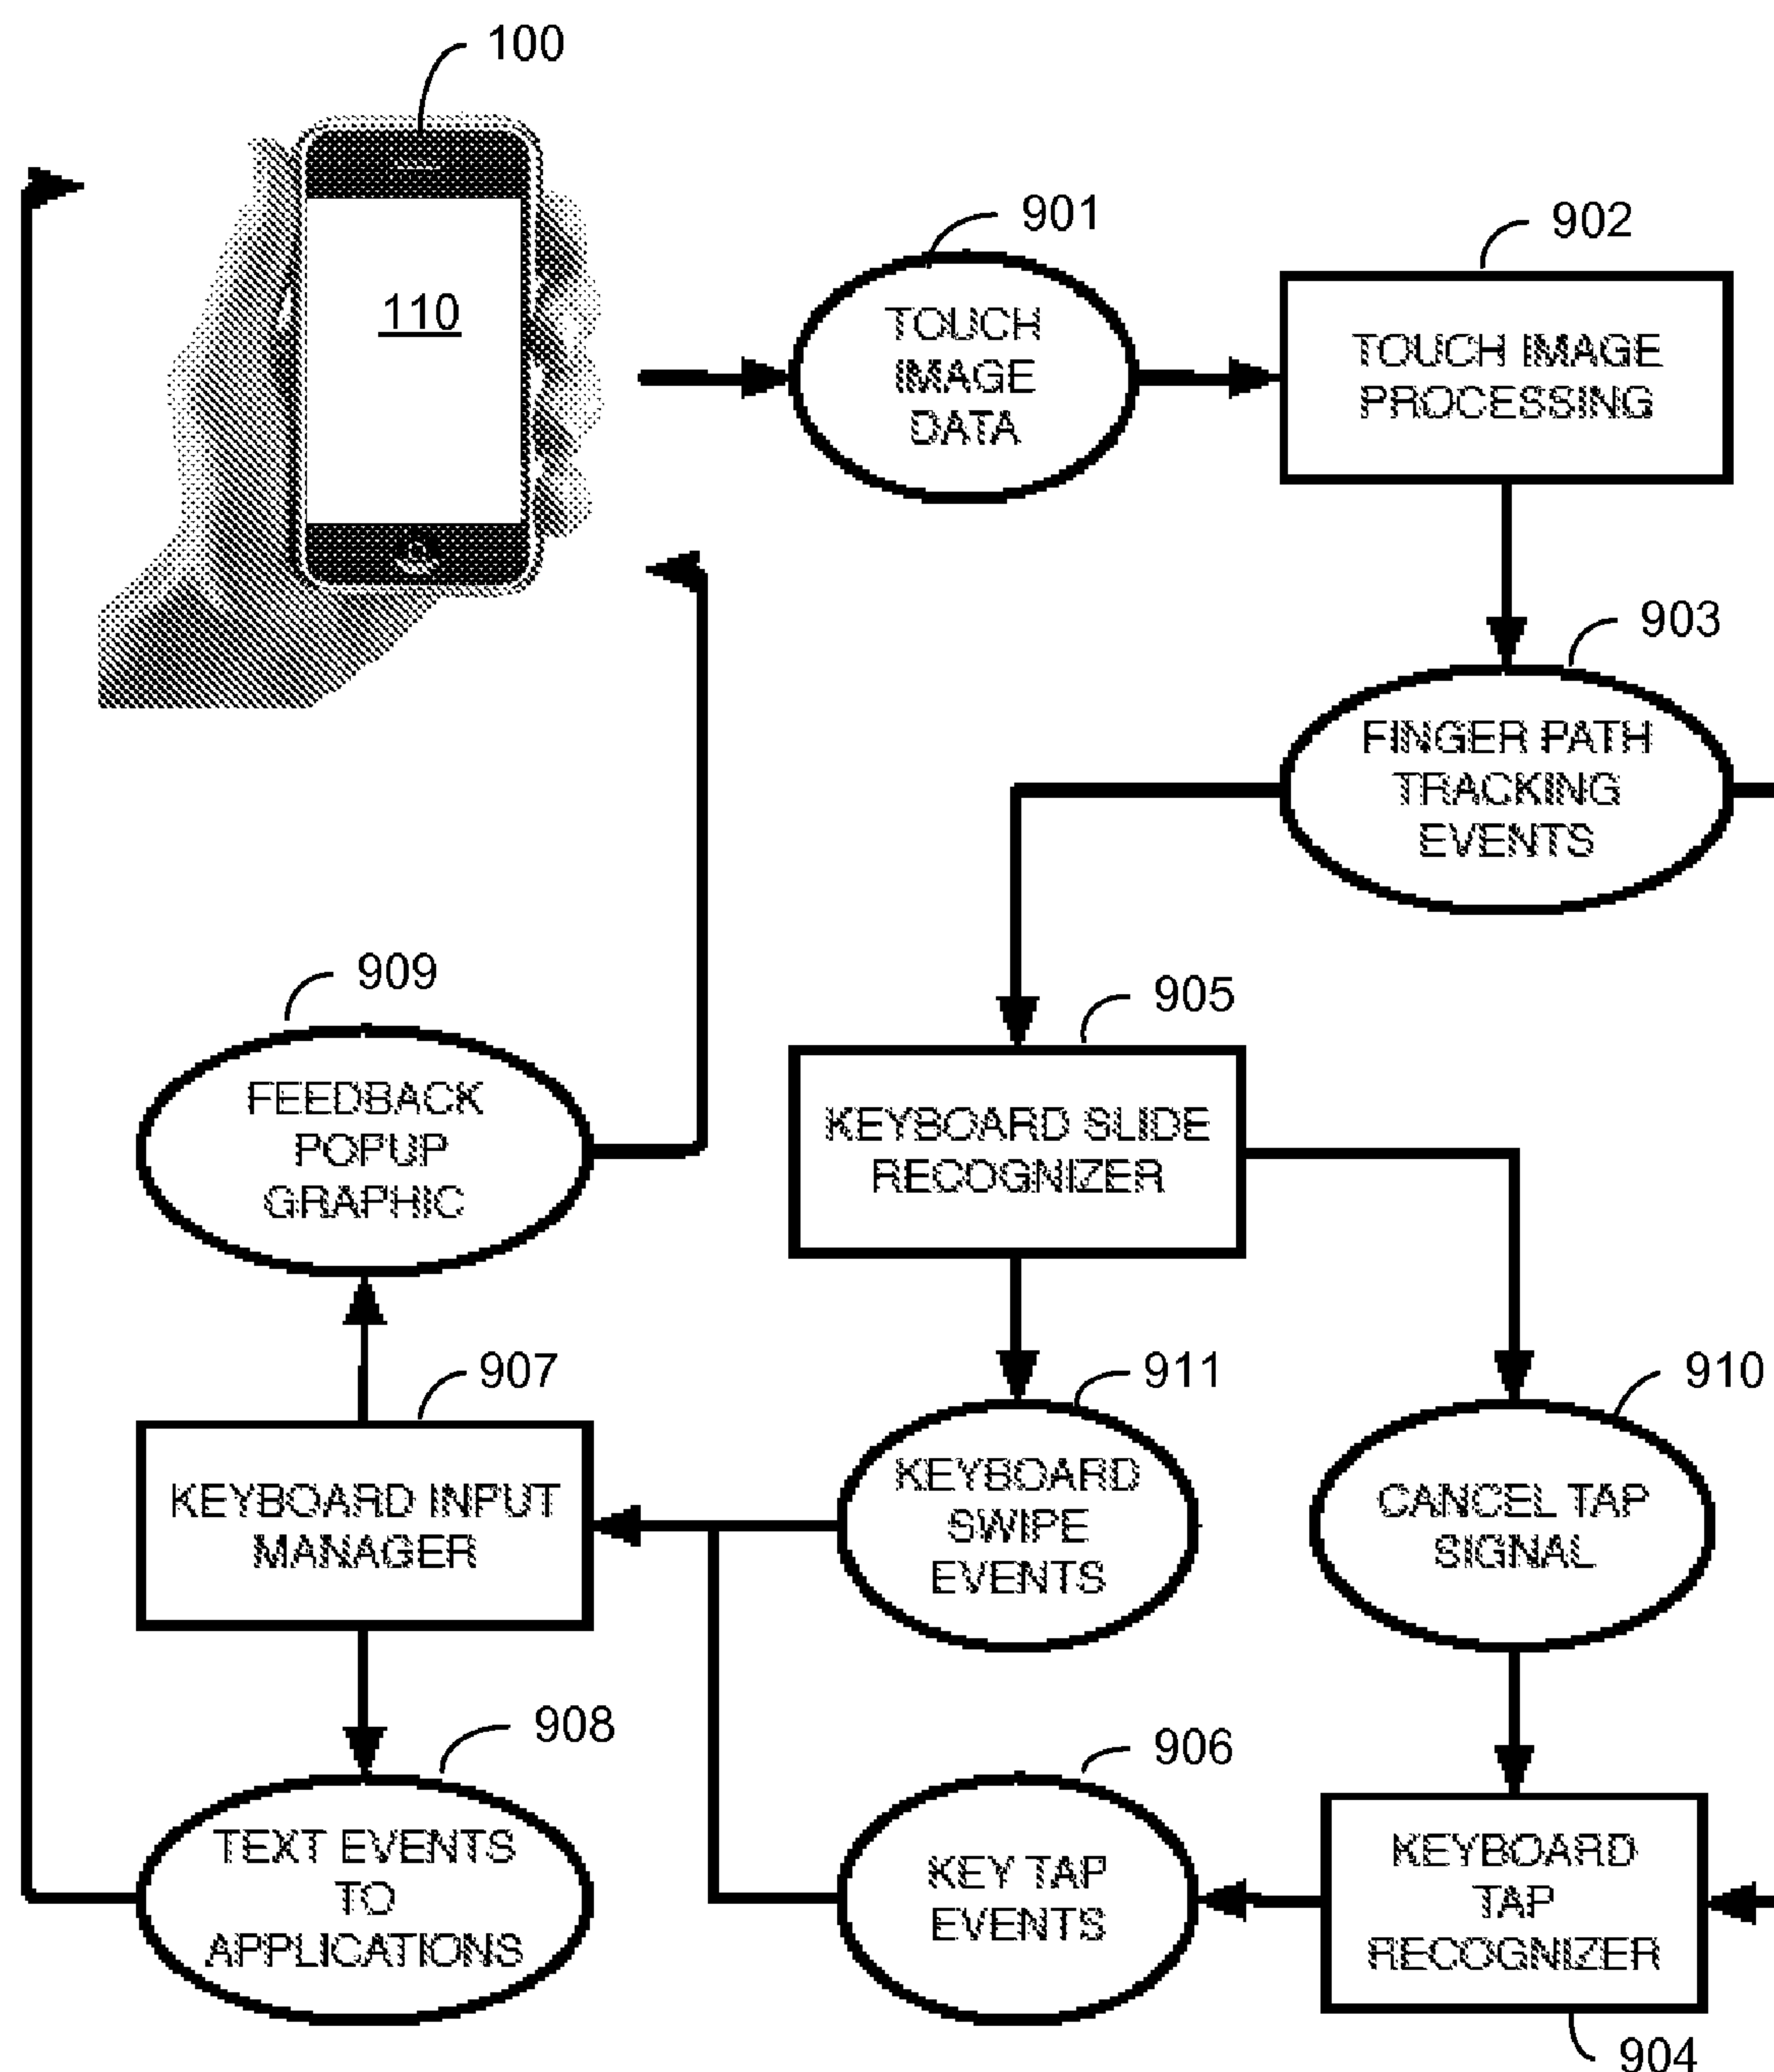 100
110
901
TOUCH
IMAGE
DATA
902
TOUCH IMAGE
PROCESSING
903
FINGER PATH
TRACKING
EVENTS
909
FEEDBACK
POPUP
GRAPHIC
905
KEYBOARD SLIDE
RECOGNIZER
907
KEYBOARD INPUT
MANAGER
911
KEYBOARD
SWIPE
EVENTS
910
CANCEL TAP
SIGNAL
908
TEXT EVENTS
TO
APPLICATIONS
906
KEY TAP
EVENTS
KEYBOARD
TAP
RECOGNIZER
904